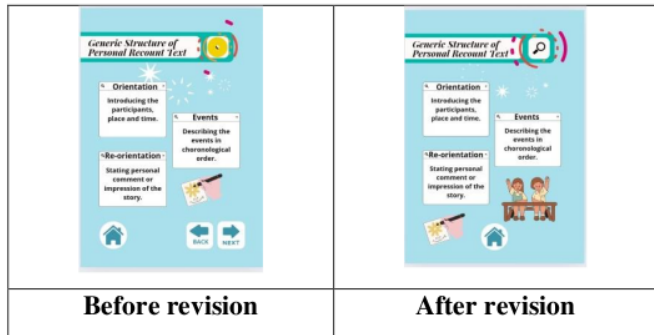 Generic Structure of
Personal Recount Text
Orientation
Introducing the
participants,
place and time.
Events
Describing the
events in
choronological
order.
Re-orientation
Stating personal
comment or
impression of the
story.
BACK
NEXT
Generic Structure of
Personal Recount Text
Orientation
Introducing the
participants,
place and time.
Events
Describing the
events in
choronological
order.
Re-orientation
Stating personal
comment or
impression of the
story.
Before revision
After revision